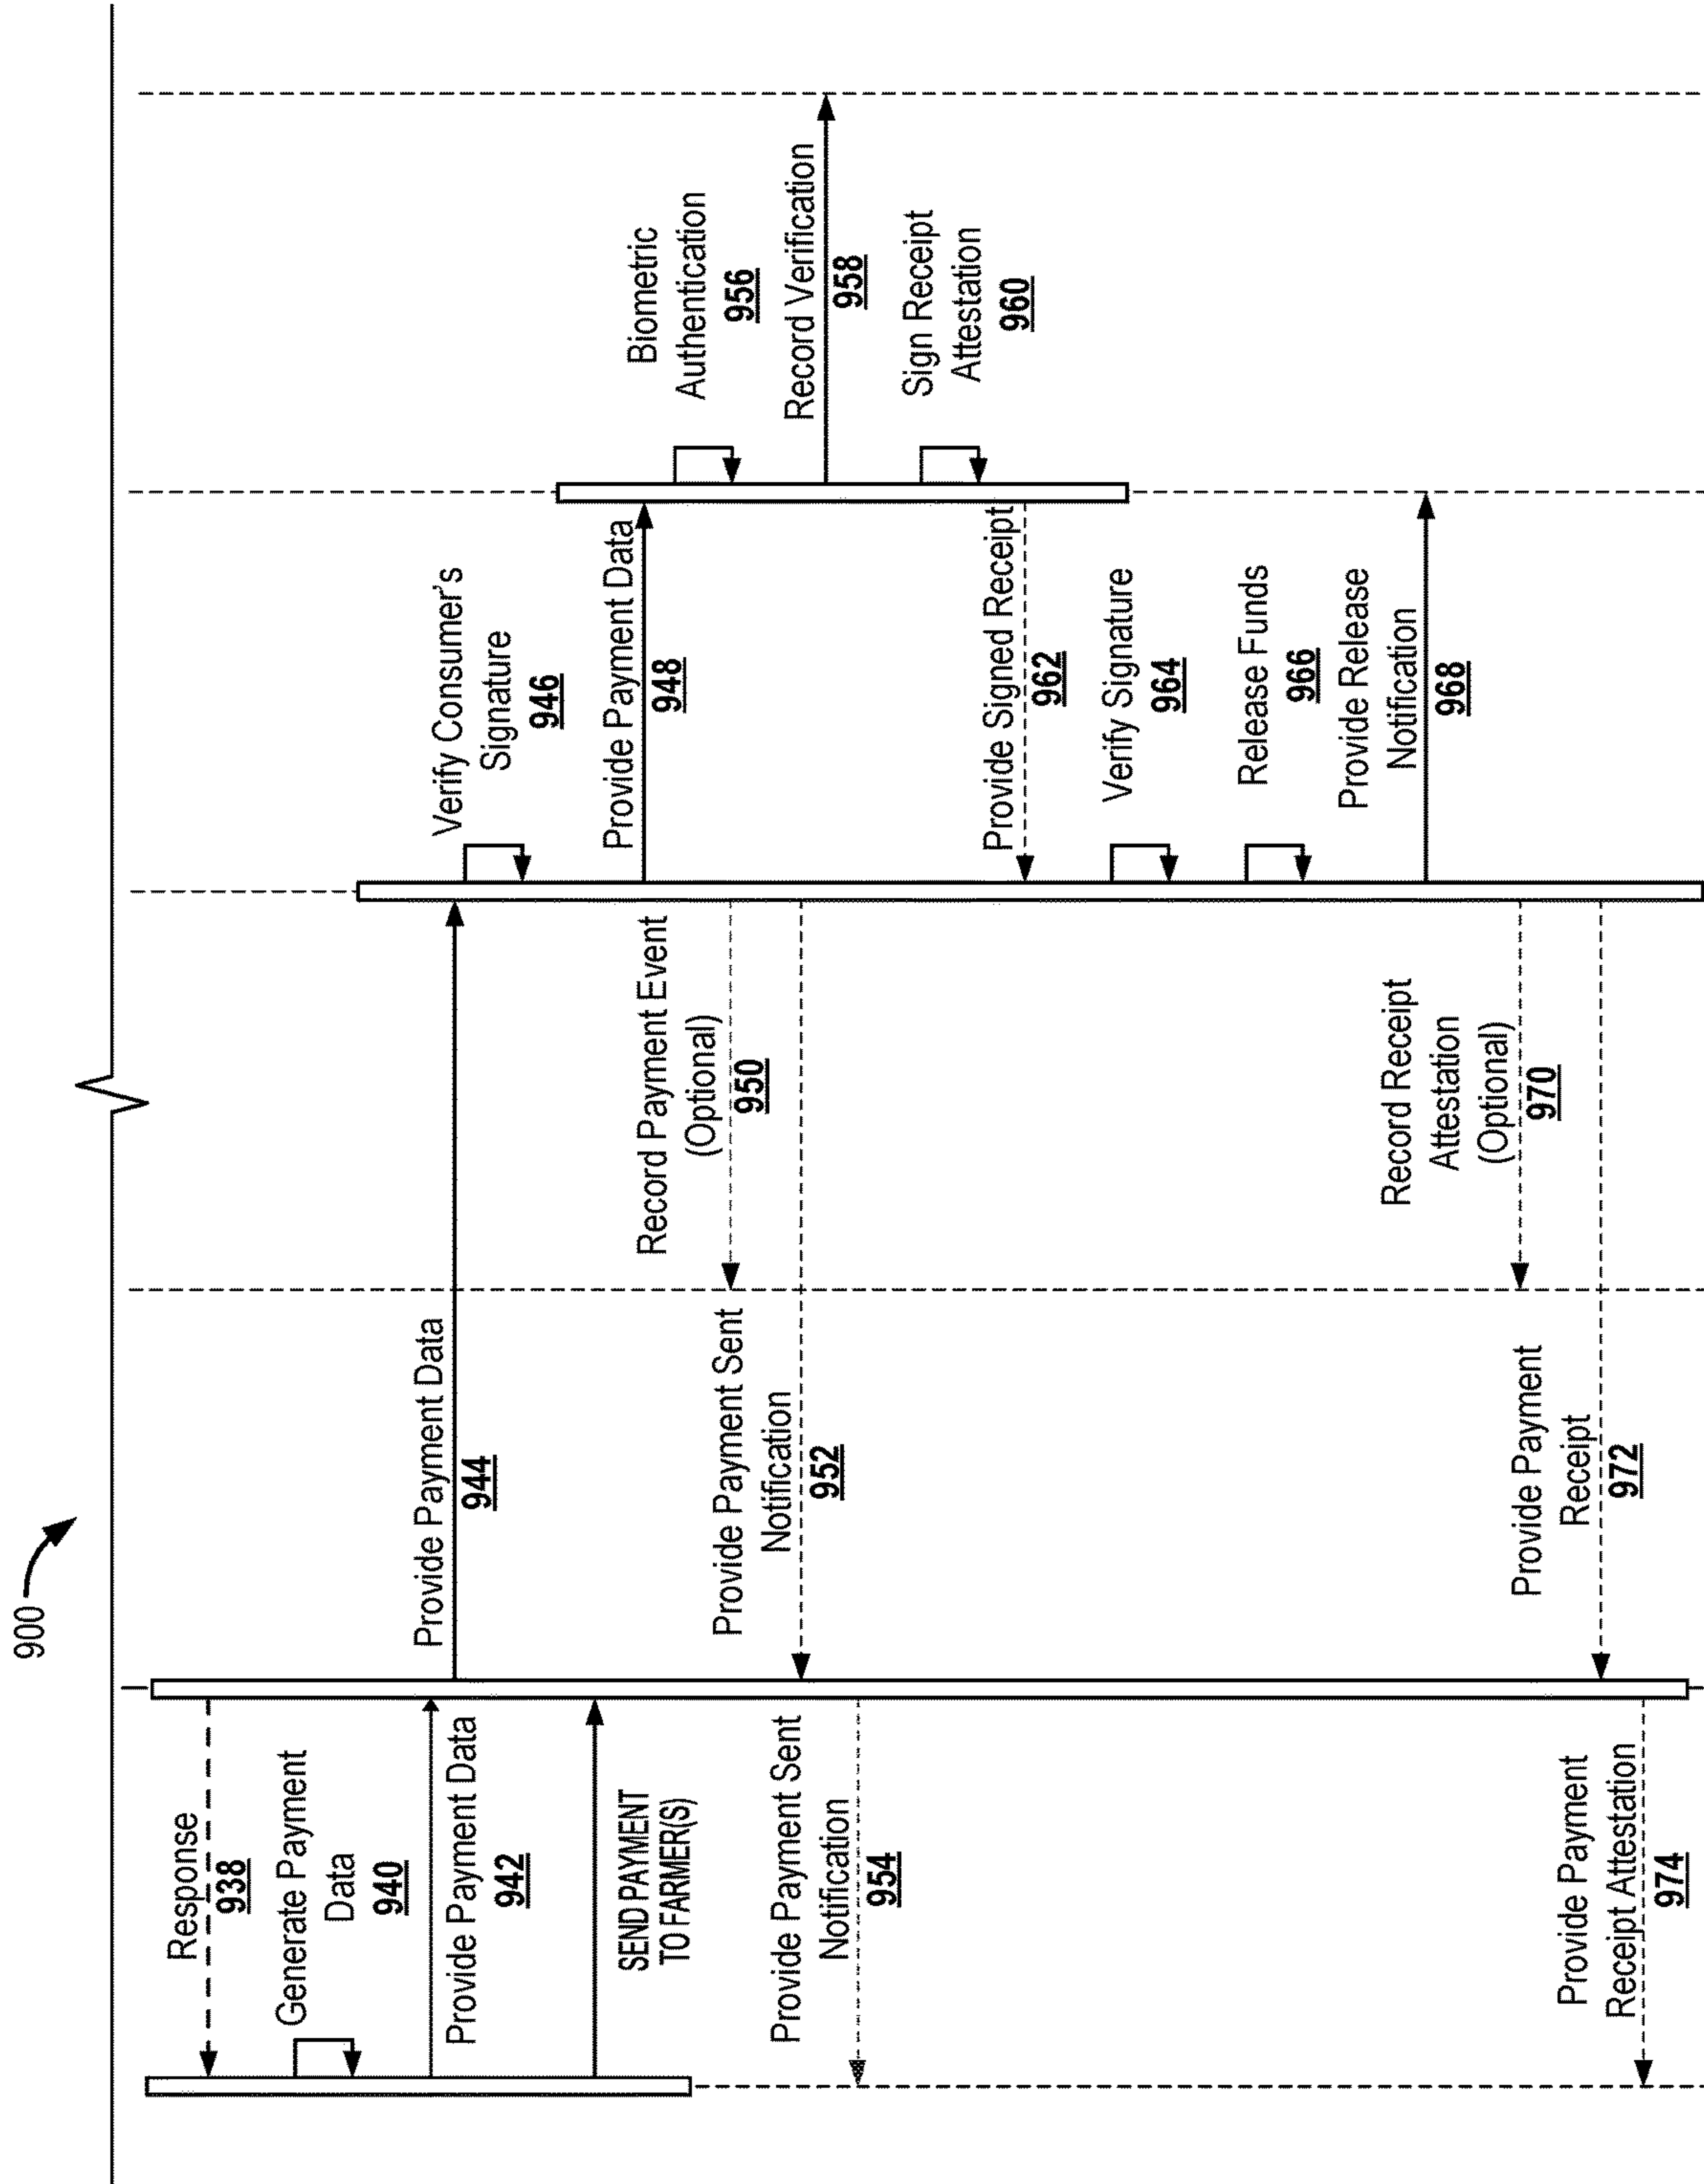 900
Response
938
Generate Payment
Data
940
Provide Payment Data
942
SEND PAYMENT
TO FARMER(S)
Provide Payment Data
944
Verify Consumer's
Signature
946
Provide Payment Data
948
Record Payment Event
(Optional)
950
Provide Payment Sent
Notification
952
Provide Payment Sent
Notification
954
Biometric
Authentication
956
Record Verification
958
Sign Receipt
Attestation
960
Provide Signed Receipt
962
Verify Signature
964
Release Funds
966
Provide Release
Notification
968
Record Receipt
Attestation
(Optional)
970
Provide Payment
Receipt
972
Provide Payment
Receipt Attestation
974